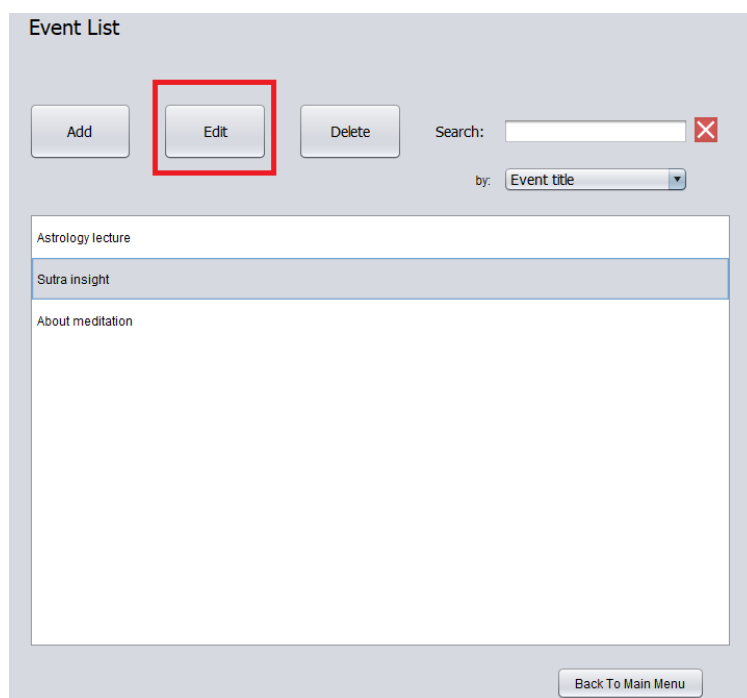 Event List
Add Edit Delete Search:
by: Event title
Astrology lecture
Sutra insight
About meditation
Back To Main Menu